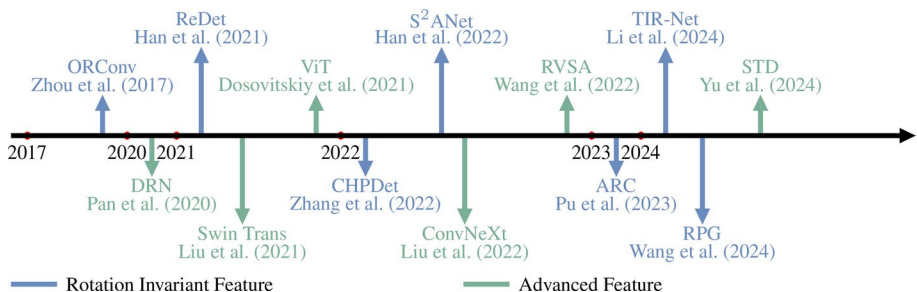 ReDet
Han et al. (2021)
S²ANet
Han et al. (2022)
TIR-Net
Li et al. (2024)
ORConv
Zhou et al. (2017)
ViT
Dosovitskiy et al. (2021)
RVSA
Wang et al. (2022)
STD
Yu et al. (2024)
2017 2020 2021 2022 2023 2024
DRN
Pan et al. (2020)
CHPDet
Zhang et al. (2022)
ARC
Pu et al. (2023)
Swin Trans
Liu et al. (2021)
ConvNeXt
Liu et al. (2022)
RPG
Wang et al. (2024)
Rotation Invariant Feature
Advanced Feature